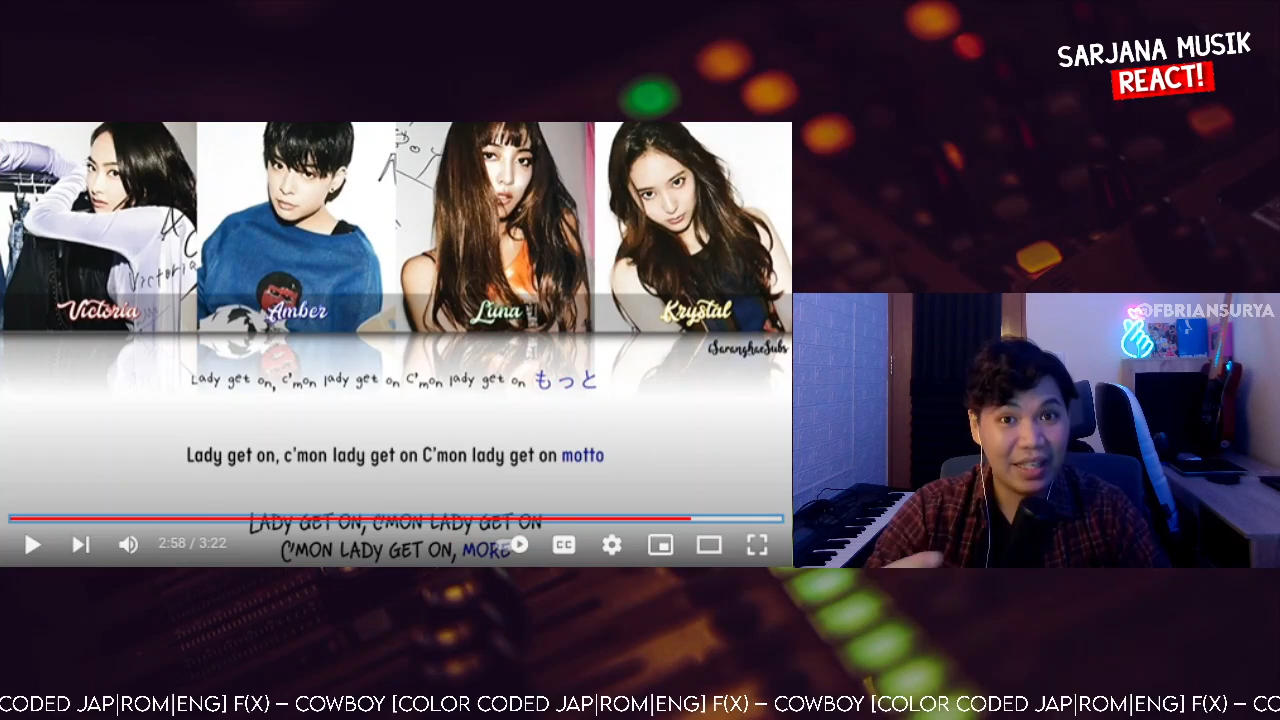 SARJANA MUSIK
REACT!
Victoria
Amber
Luna
Krystal
iSarangHaeSubs
Lady get on, c'mon lady get on C'mon lady get on もっと
Lady get on, c'mon lady get on C'mon lady get on motto
LADY GET ON, C'MON LADY GET ON
C'MON LADY GET ON, MORE
2:58 / 3:22
CC
@FBRIANSURYA
CODED JAP|ROM|ENG] F(X) – COWBOY [COLOR CODED JAP|ROM|ENG] F(X) – COWBOY [COLOR CODED JAP|ROM|ENG] F(X) – CO